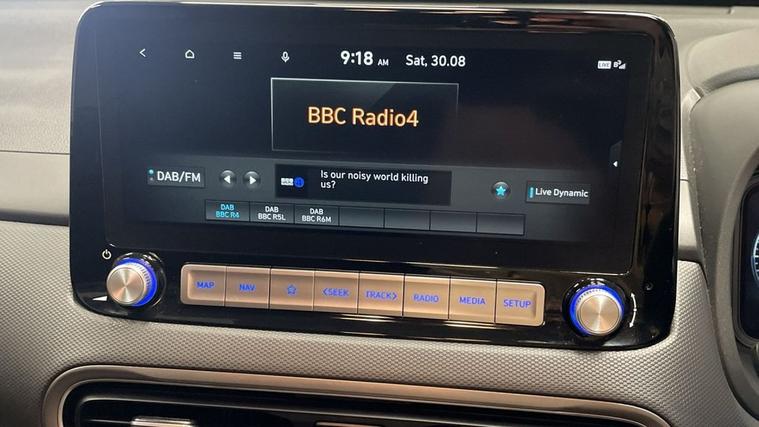 9:18 AM Sat, 30.08
LIVE
BBC Radio4
DAB/FM
Is our noisy world killing
us?
Live Dynamic
DAB
BBC R4
DAB
BBC R5L
DAB
BBC R6M
MAP
NAV
<SEEK
TRACK>
RADIO
MEDIA
SETUP